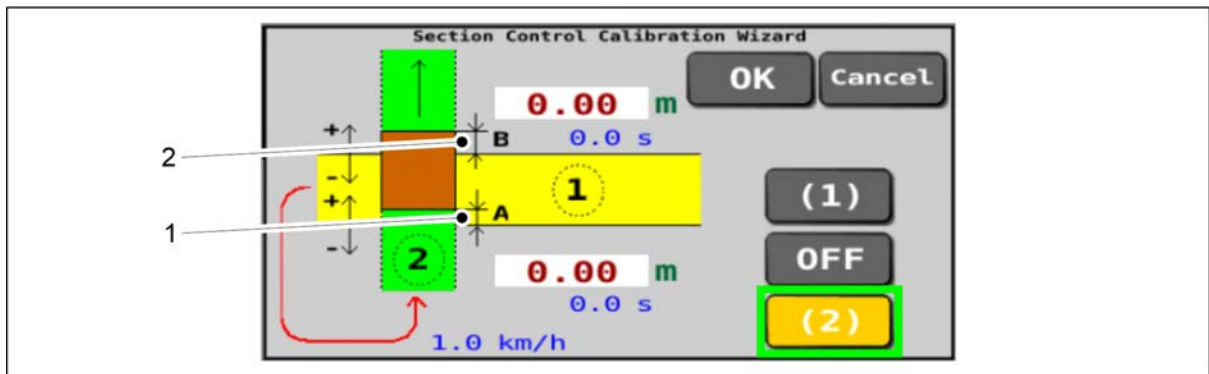 Section Control Calibration Wizard
OK Cancel
0.00 m
0.0 s
+
B
2
-
1
(1)
+
A
1
-
2
OFF
0.00 m
0.0 s
(2)
1.0 km/h